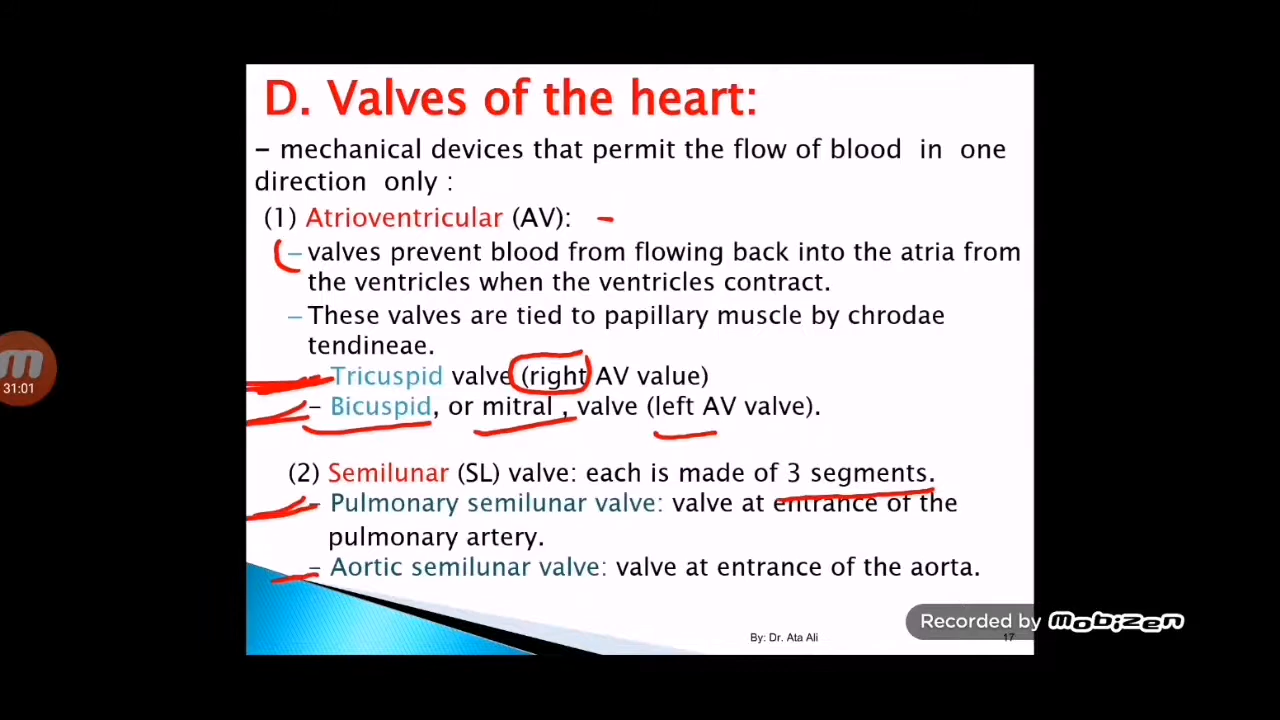 D. Valves of the heart:
– mechanical devices that permit the flow of blood in one
direction only :
(1) Atrioventricular (AV):
– valves prevent blood from flowing back into the atria from
the ventricles when the ventricles contract.
– These valves are tied to papillary muscle by chrodae
tendineae.
- Tricuspid valve (right AV value)
- Bicuspid, or mitral , valve (left AV valve).
(2) Semilunar (SL) valve: each is made of 3 segments.
- Pulmonary semilunar valve: valve at entrance of the
pulmonary artery.
- Aortic semilunar valve: valve at entrance of the aorta.
m
31:01
Recorded by mobizen
By: Dr. Ata Ali
17